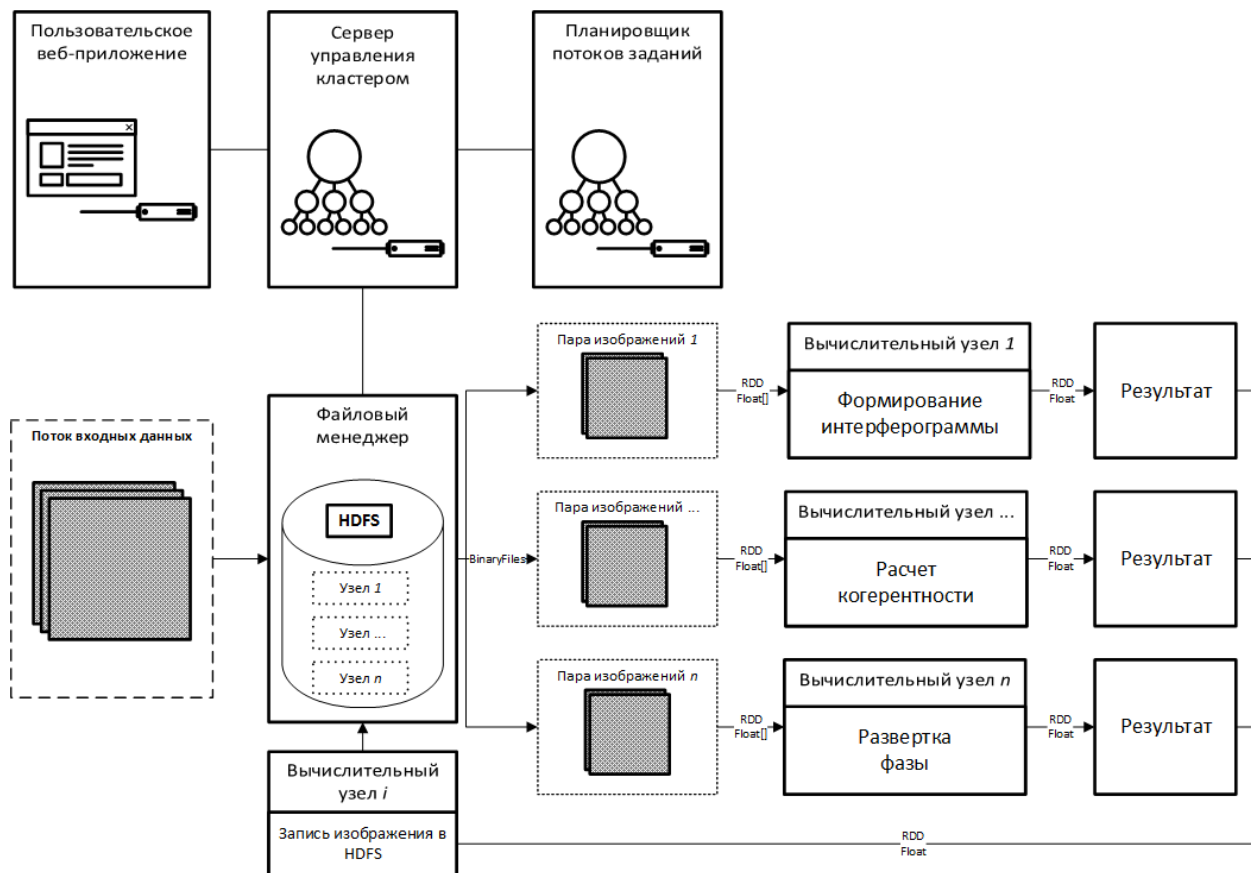 Пользовательское
веб-приложение
Сервер
управления
кластером
Планировщик
потоков заданий
Поток входных данных
Файловый
менеджер
HDFS
Узел 1
Узел ...
Узел n
BinaryFiles
Пара изображений 1
RDD
Float[]
Вычислительный узел 1
Формирование
интерферограммы
RDD
Float
Результат
Пара изображений ...
RDD
Float[]
Вычислительный узел ...
Расчет
когерентности
RDD
Float
Результат
Пара изображений n
RDD
Float[]
Вычислительный узел n
Развертка
фазы
RDD
Float
Результат
Вычислительный
узел i
Запись изображения в
HDFS
RDD
Float